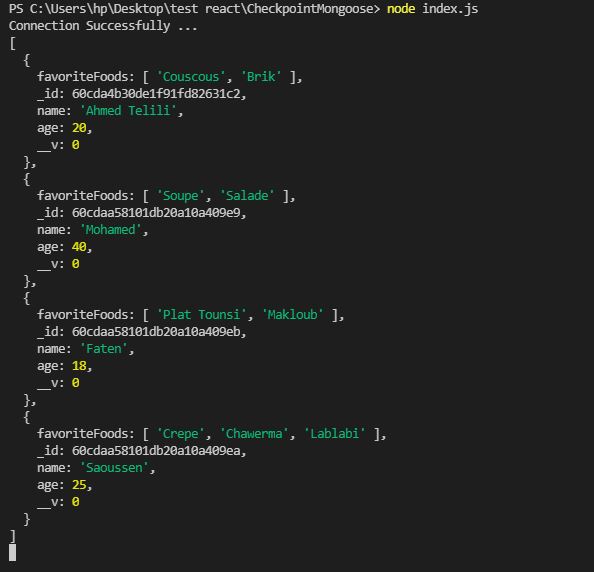 PS C:\Users\hp\Desktop\test react\CheckpointMongoose> node index.js
Connection Successfully ...
[
  {
    favoriteFoods: [ 'Couscous', 'Brik' ],
    _id: 60cda4b30de1f91fd82631c2,
    name: 'Ahmed Telili',
    age: 20,
    __v: 0
  },
  {
    favoriteFoods: [ 'Soupe', 'Salade' ],
    _id: 60cdaa58101db20a10a409e9,
    name: 'Mohamed',
    age: 40,
    __v: 0
  },
  {
    favoriteFoods: [ 'Plat Tounsi', 'Makloub' ],
    _id: 60cdaa58101db20a10a409eb,
    name: 'Faten',
    age: 18,
    __v: 0
  },
  {
    favoriteFoods: [ 'Crepe', 'Chawerma', 'Lablabi' ],
    _id: 60cdaa58101db20a10a409ea,
    name: 'Saoussen',
    age: 25,
    __v: 0
  }
]